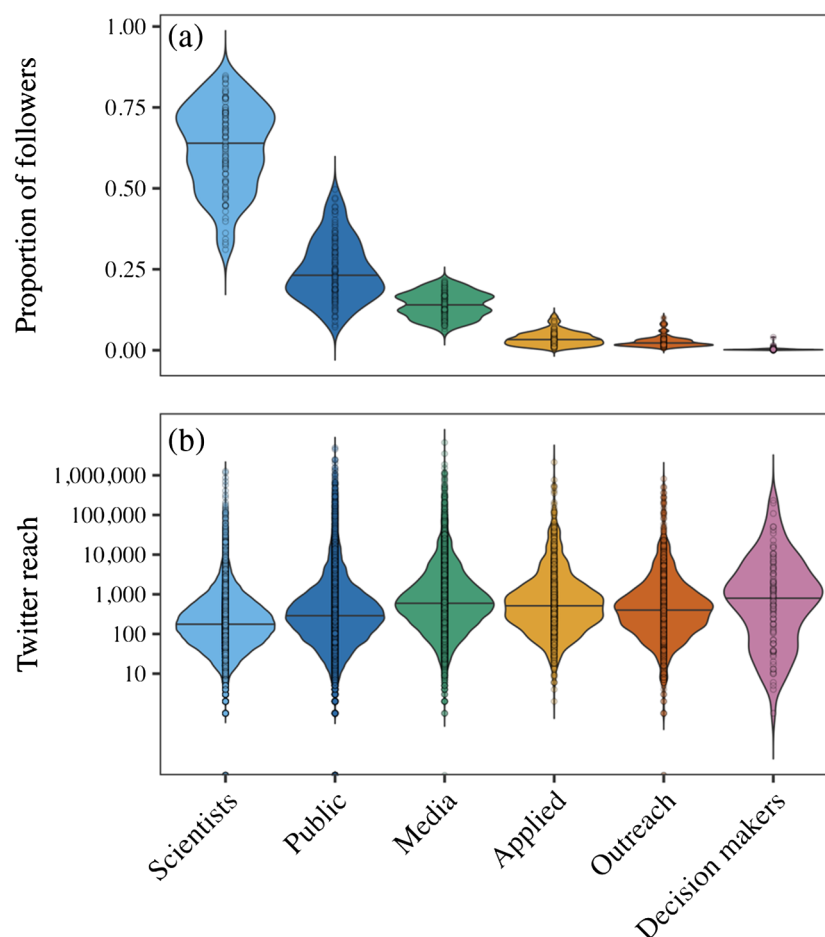 (a)
Proportion of followers
1.00
0.75
0.50
0.25
0.00
(b)
Twitter reach
1,000,000
100,000
10,000
1,000
100
10
Scientists
Public
Media
Applied
Outreach
Decision makers